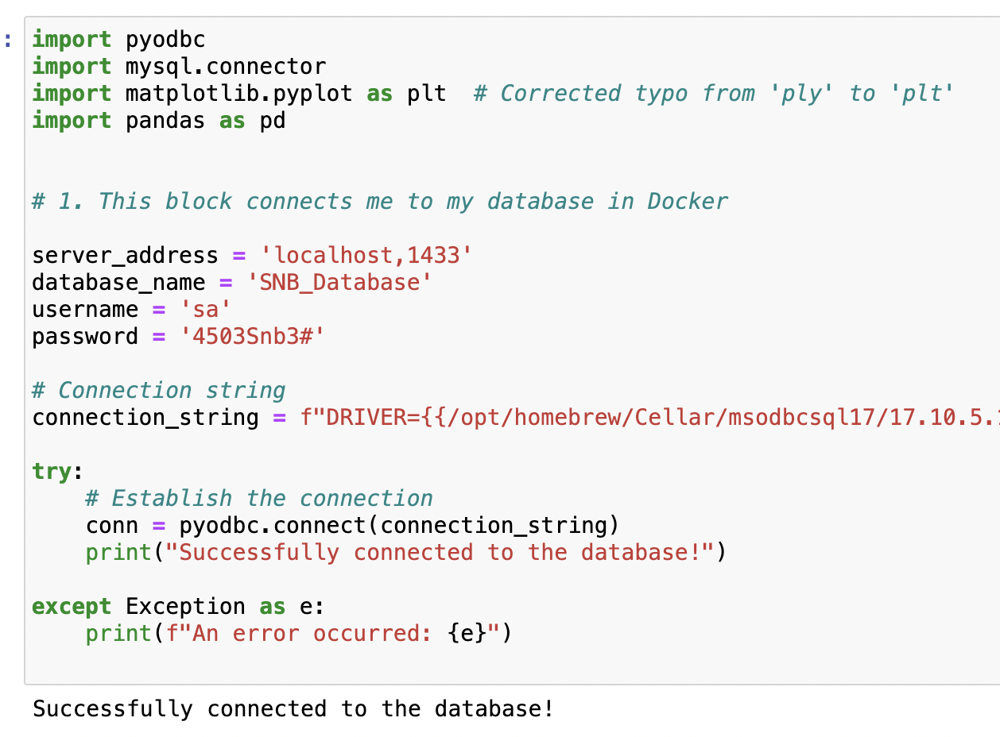 :
import pyodbc
import mysql.connector
import matplotlib.pyplot as plt  # Corrected typo from 'ply' to 'plt'
import pandas as pd
# 1. This block connects me to my database in Docker
server_address = 'localhost,1433'
database_name = 'SNB_Database'
username = 'sa'
password = '4503Snb3#'
# Connection string
connection_string = f"DRIVER={{/opt/homebrew/Cellar/msodbcsql17/17.10.5.
try:
    # Establish the connection
    conn = pyodbc.connect(connection_string)
    print("Successfully connected to the database!")
except Exception as e:
    print(f"An error occurred: {e}")
Successfully connected to the database!